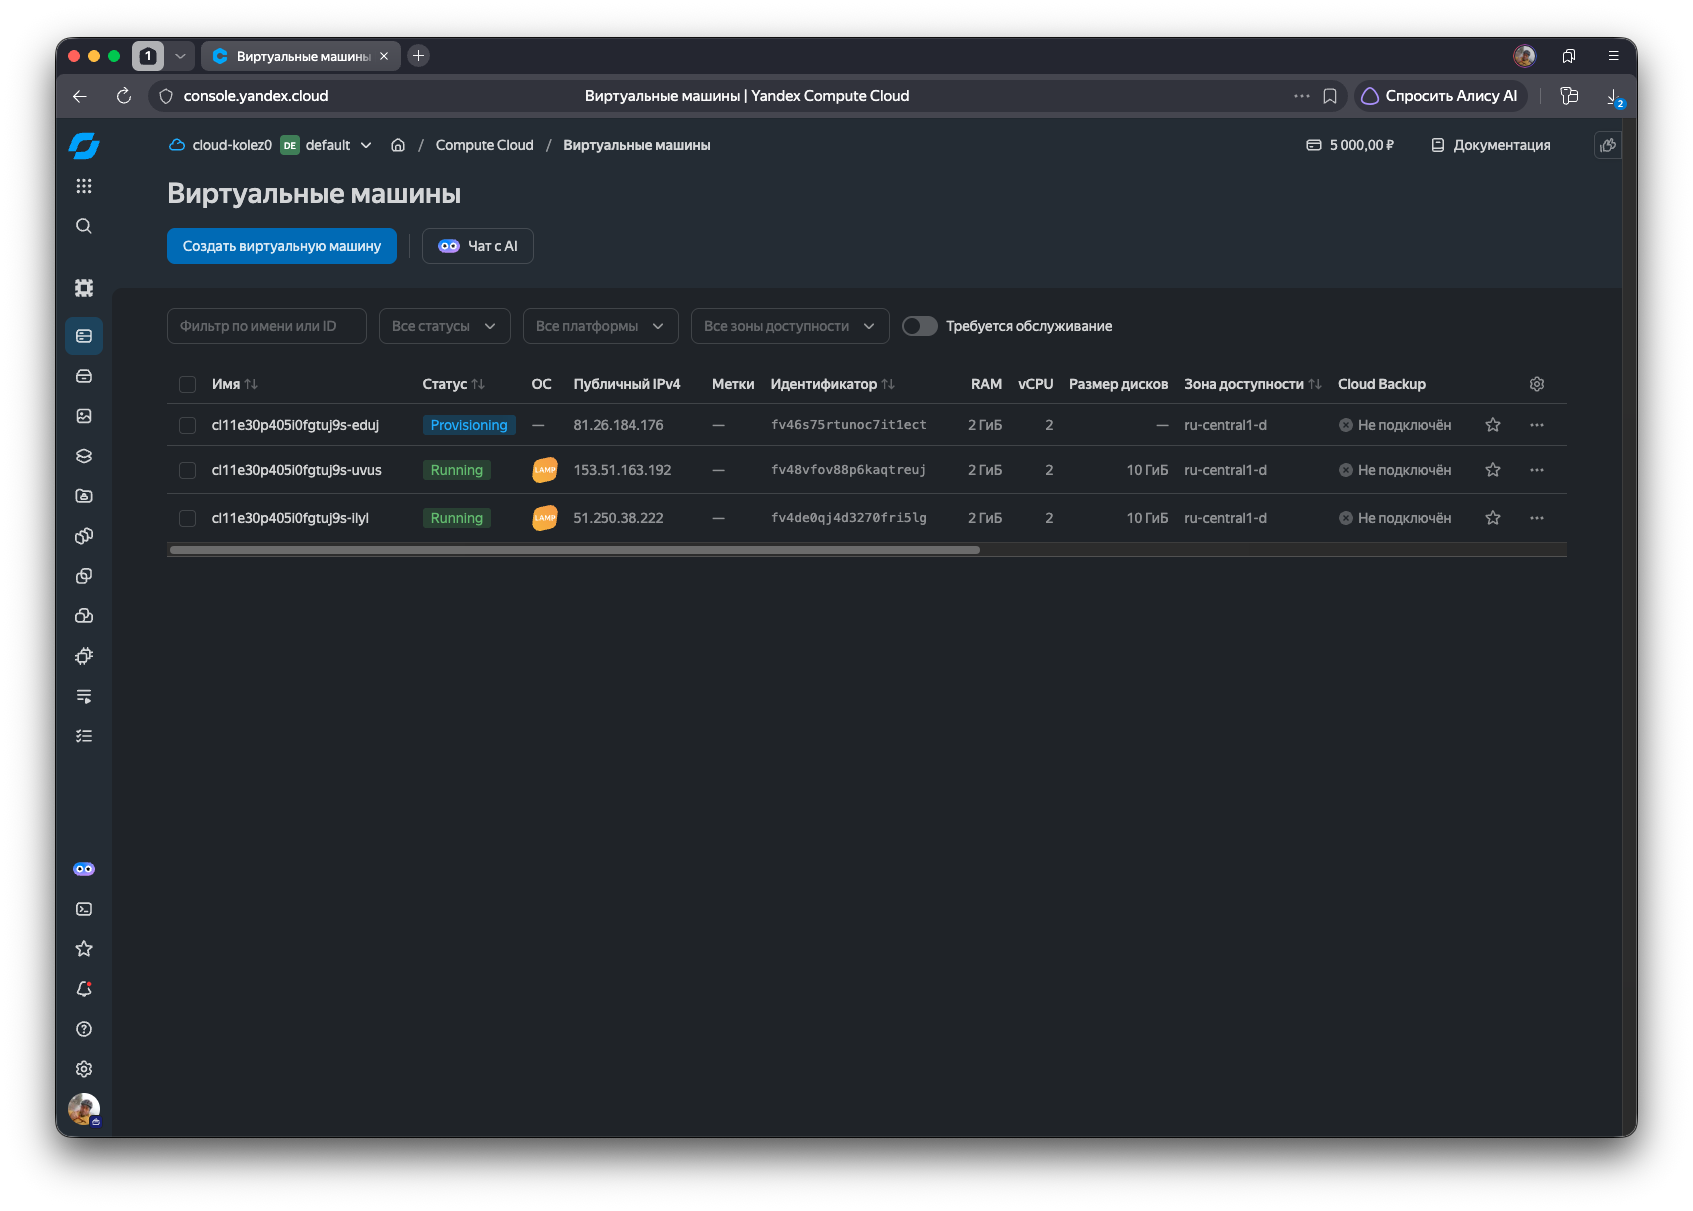 1
Виртуальные машины
console.yandex.cloud
Виртуальные машины | Yandex Compute Cloud
Спросить Алису AI
2
cloud-kolez0 DE default / Compute Cloud / Виртуальные машины
5 000,00 ₽
Документация
Виртуальные машины
Создать виртуальную машину
Чат с AI
Фильтр по имени или ID
Все статусы
Все платформы
Все зоны доступности
Требуется обслуживание
Имя Статус ОС Публичный IPv4 Метки Идентификатор RAM vCPU Размер дисков Зона доступности Cloud Backup
cl11e30p405i0fgtuj9s-eduj Provisioning — 81.26.184.176 — fv46s75rtunoc7it1ect 2 ГиБ 2 — ru-central1-d Не подключён
cl11e30p405i0fgtuj9s-uvus Running LAMP 153.51.163.192 — fv48vfov88p6kaqtreuj 2 ГиБ 2 10 ГиБ ru-central1-d Не подключён
cl11e30p405i0fgtuj9s-ilyl Running LAMP 51.250.38.222 — fv4de0qj4d3270fri5lg 2 ГиБ 2 10 ГиБ ru-central1-d Не подключён